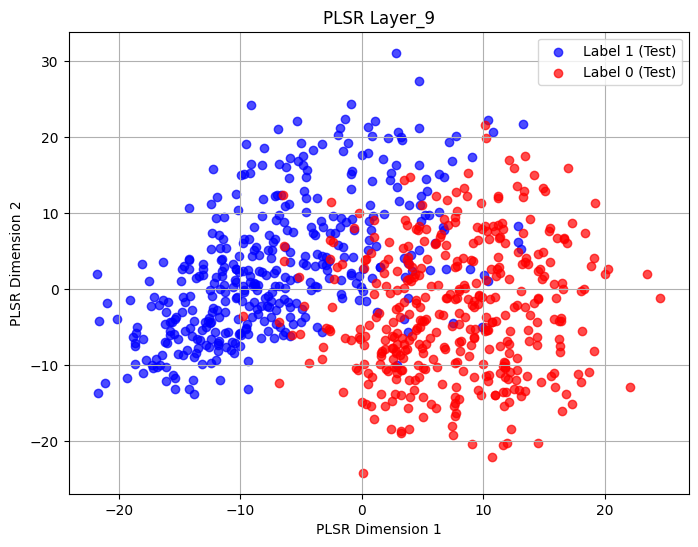 PLSR Layer_9
Label 1 (Test)
Label 0 (Test)
30
20
10
0
−10
−20
PLSR Dimension 2
−20
−10
0
10
20
PLSR Dimension 1